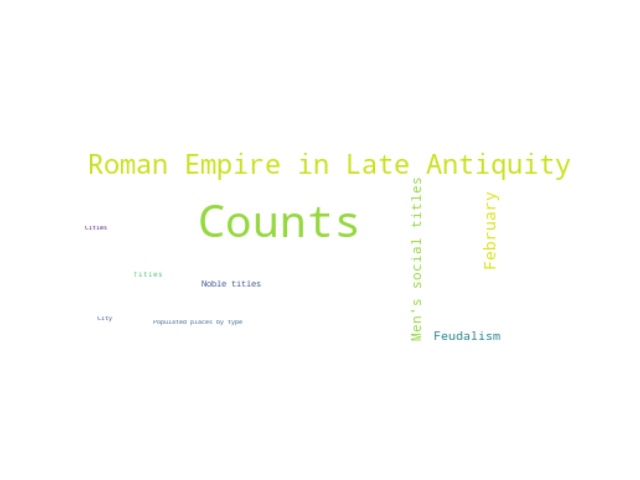 Roman Empire in Late Antiquity
Counts
Men's social titles
February
Cities
Titles
Noble titles
City
Populated places by type
Feudalism